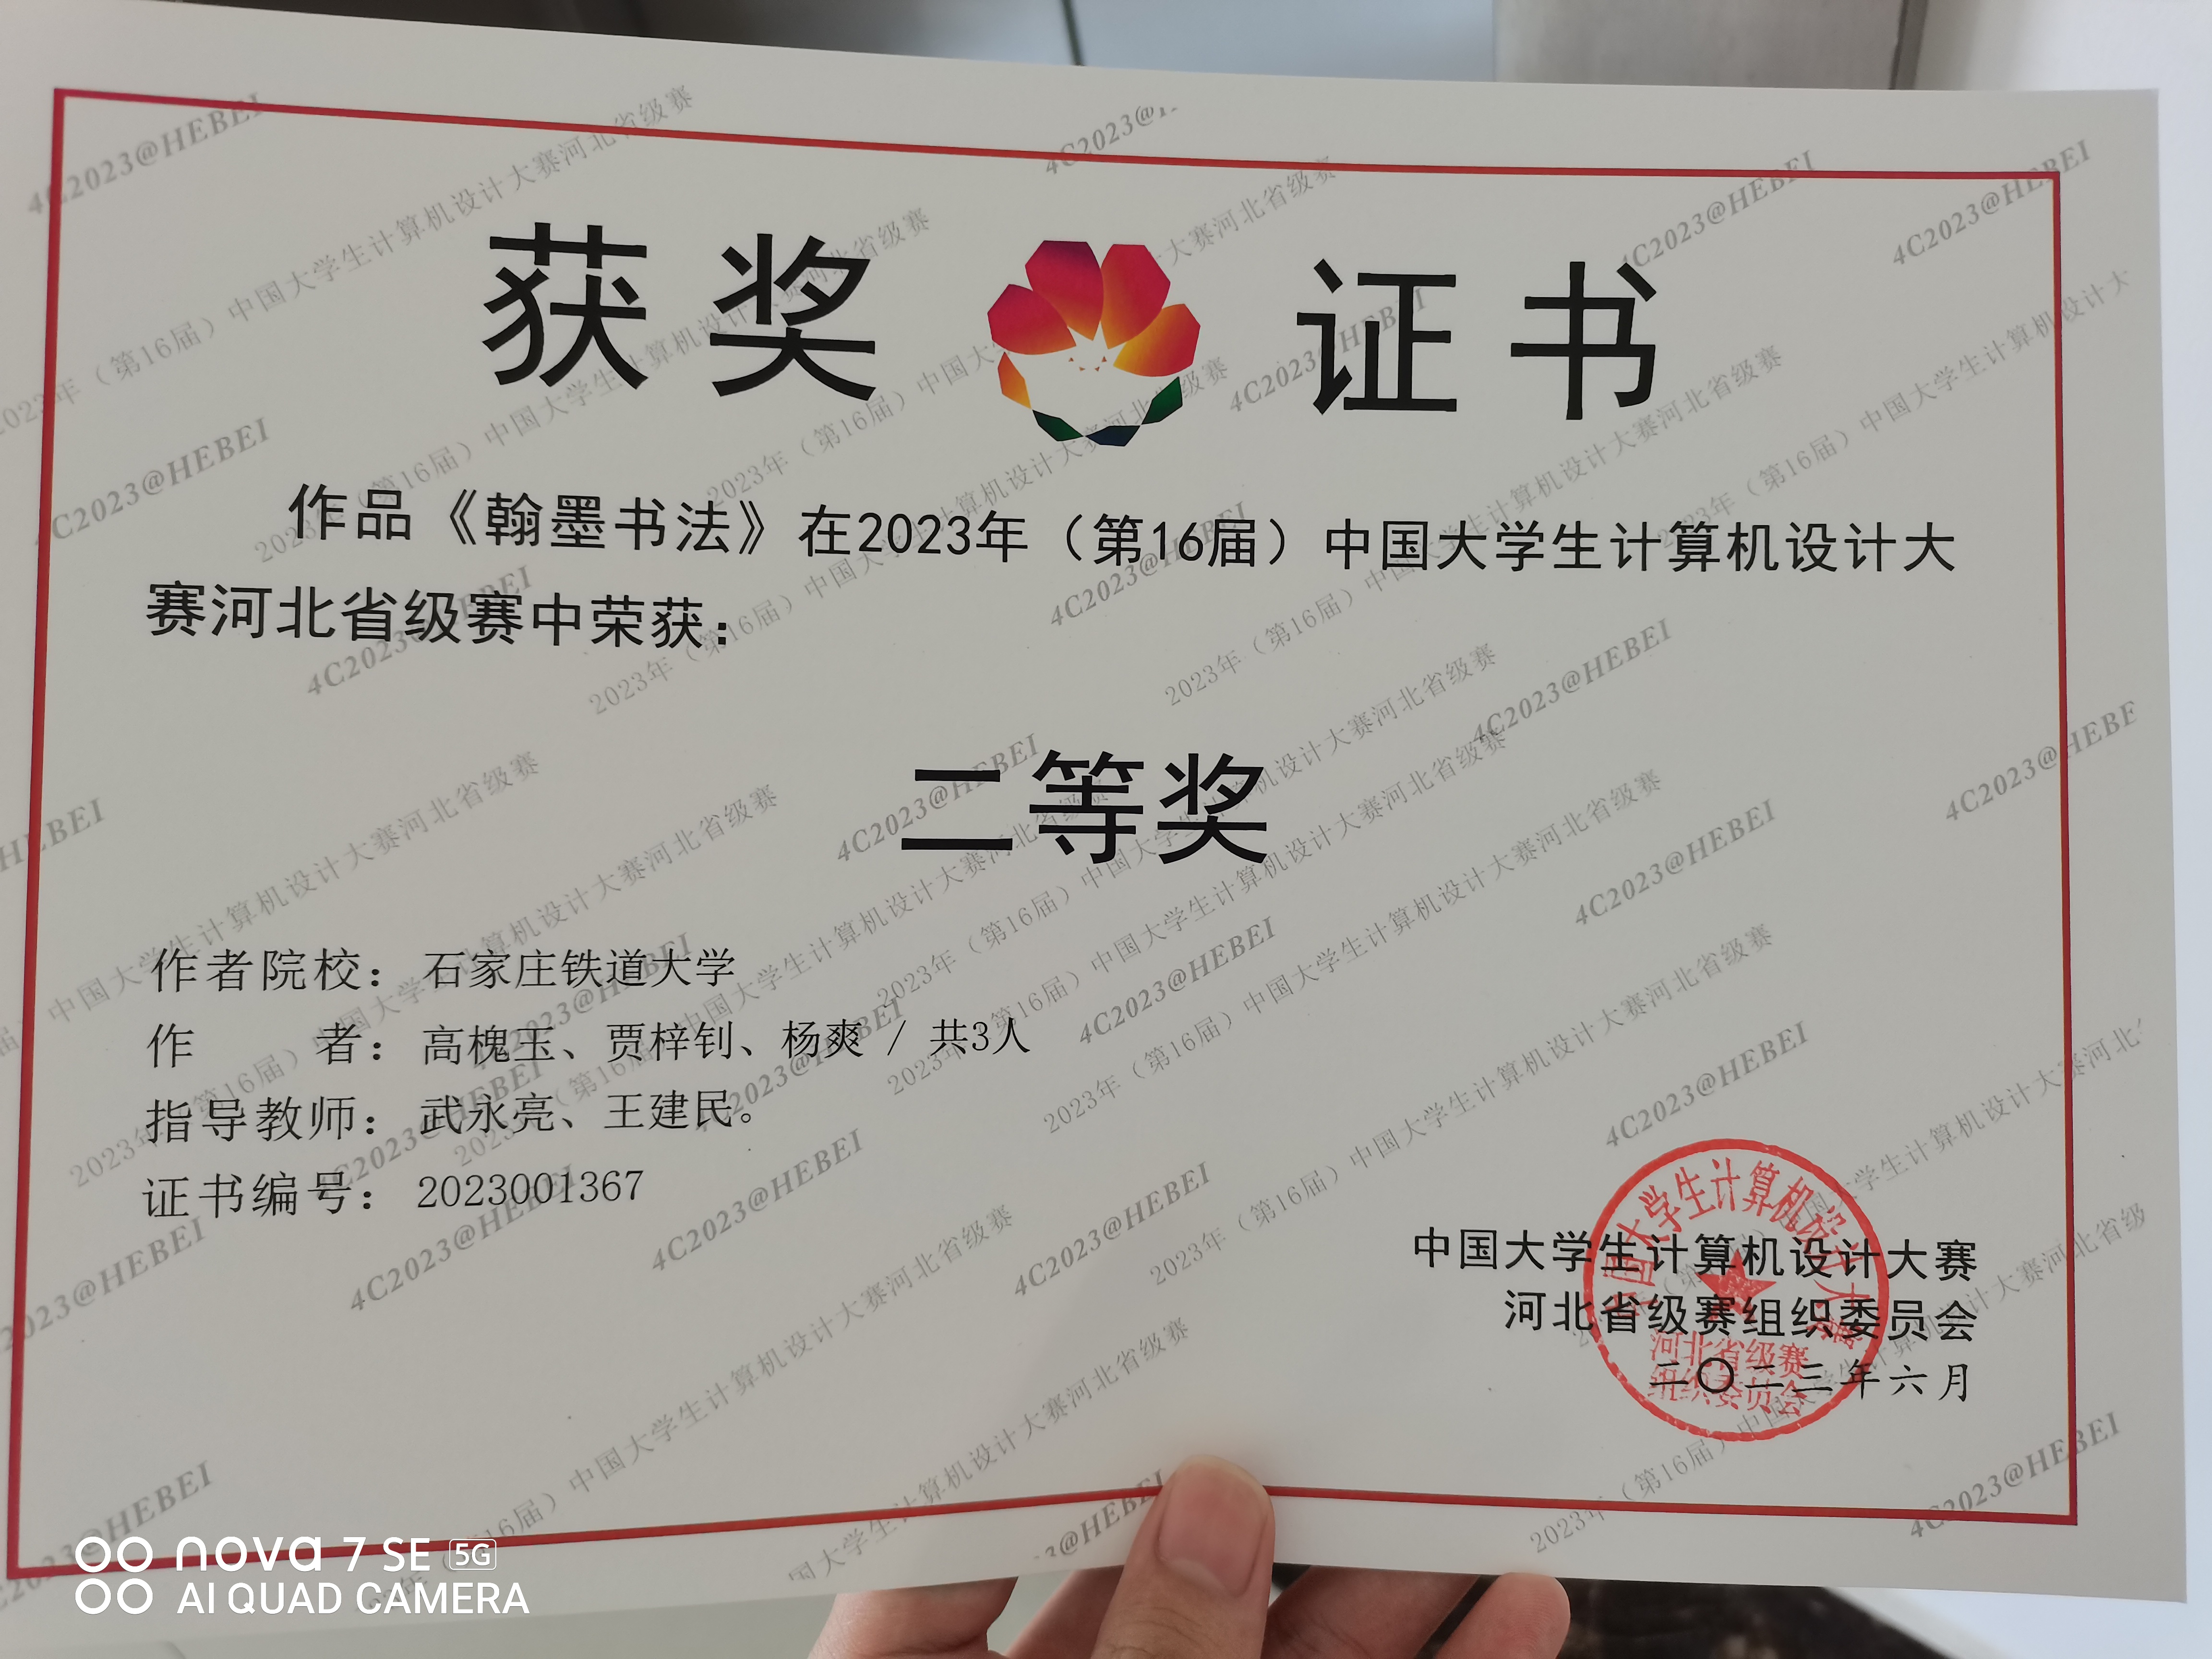 获奖证书
作品《翰墨书法》在2023年（第16届）中国大学生计算机设计大
赛河北省级赛中荣获：
二等奖
作者院校：石家庄铁道大学
作者：高槐玉、贾梓钊、杨爽 / 共3人
指导教师：武永亮、王建民。
证书编号：2023001367
中国大学生计算机设计大赛
河北省级赛组织委员会
二〇二三年六月
中国大学生计算机设计大赛
河北省级赛
组织委员会
4C2023@HEBEI
2023年（第16届）中国大学生计算机设计大赛河北省级赛
nova 7 SE 5G
AI QUAD CAMERA